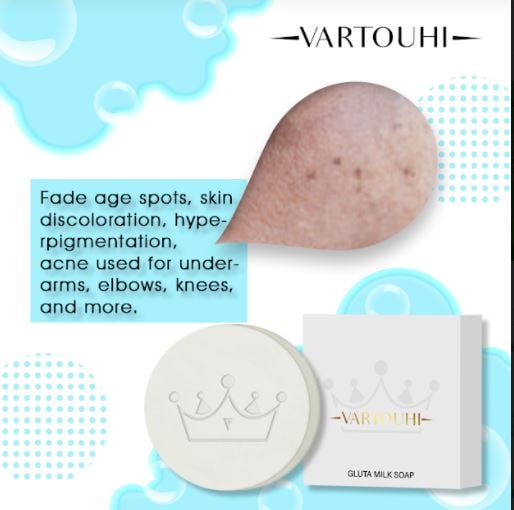 VARTOUHI
Fade age spots, skin
discoloration, hype-
rpigmentation,
acne used for under-
arms, elbows, knees,
and more.
V
VARTOUHI
GLUTA MILK SOAP